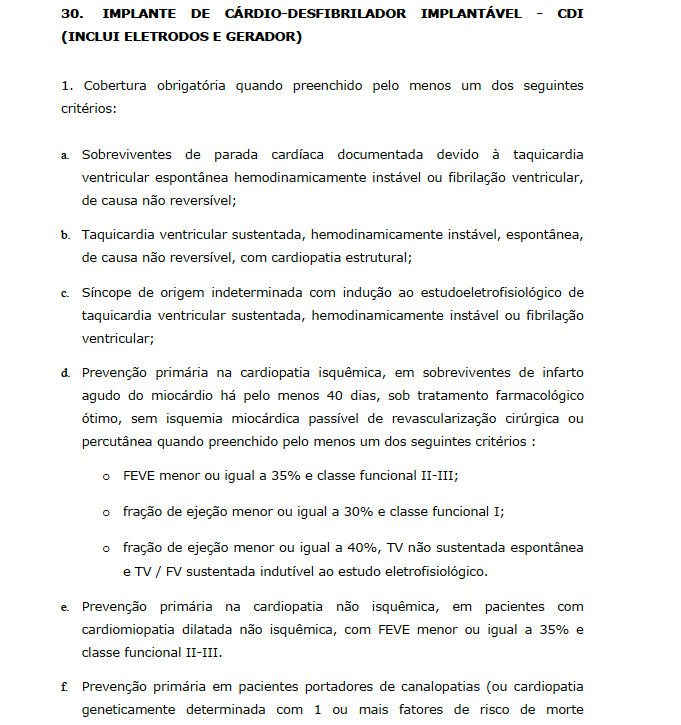 30. IMPLANTE DE CÁRDIO-DESFIBRILADOR IMPLANTÁVEL - CDI
(INCLUI ELETRODOS E GERADOR)
1. Cobertura obrigatória quando preenchido pelo menos um dos seguintes
critérios:
a. Sobreviventes de parada cardíaca documentada devido à taquicardia
ventricular espontânea hemodinamicamente instável ou fibrilação ventricular,
de causa não reversível;
b. Taquicardia ventricular sustentada, hemodinamicamente instável, espontânea,
de causa não reversível, com cardiopatia estrutural;
c. Síncope de origem indeterminada com indução ao estudoeletrofisiológico de
taquicardia ventricular sustentada, hemodinamicamente instável ou fibrilação
ventricular;
d. Prevenção primária na cardiopatia isquêmica, em sobreviventes de infarto
agudo do miocárdio há pelo menos 40 dias, sob tratamento farmacológico
ótimo, sem isquemia miocárdica passível de revascularização cirúrgica ou
percutânea quando preenchido pelo menos um dos seguintes critérios :
o FEVE menor ou igual a 35% e classe funcional II-III;
o fração de ejeção menor ou igual a 30% e classe funcional I;
o fração de ejeção menor ou igual a 40%, TV não sustentada espontânea
e TV / FV sustentada indutível ao estudo eletrofisiológico.
e. Prevenção primária na cardiopatia não isquêmica, em pacientes com
cardiomiopatia dilatada não isquêmica, com FEVE menor ou igual a 35% e
classe funcional II-III.
f. Prevenção primária em pacientes portadores de canalopatias (ou cardiopatia
geneticamente determinada com 1 ou mais fatores de risco de morte